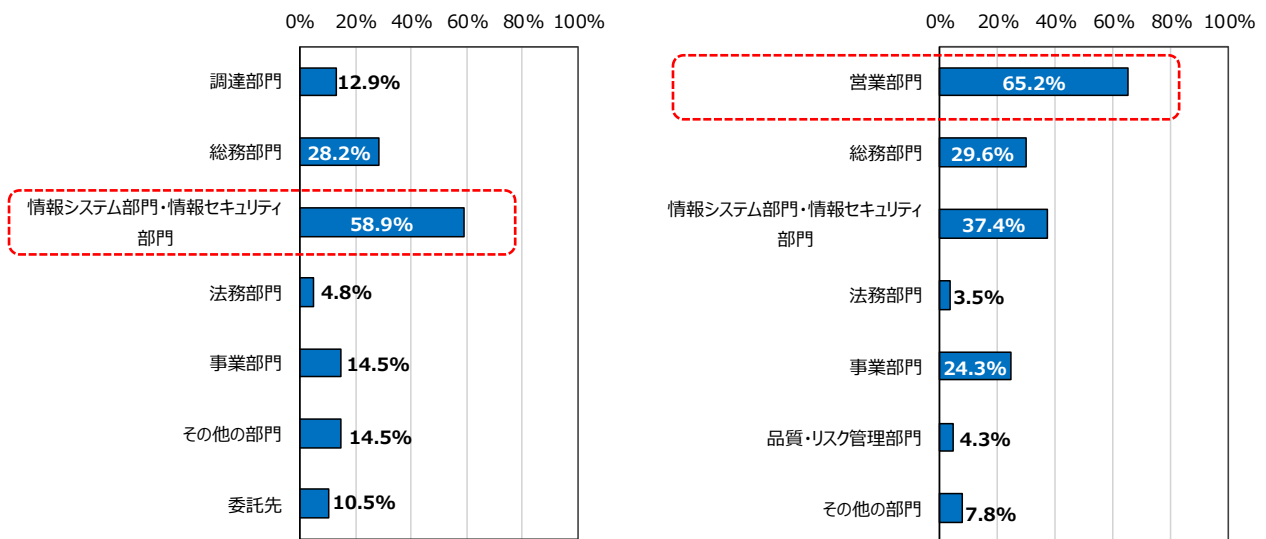 0% 20% 40% 60% 80% 100%
調達部門 12.9%
総務部門 28.2%
情報システム部門・情報セキュリティ
部門 58.9%
法務部門 4.8%
事業部門 14.5%
その他の部門 14.5%
委託先 10.5%
0% 20% 40% 60% 80% 100%
営業部門 65.2%
総務部門 29.6%
情報システム部門・情報セキュリティ
部門 37.4%
法務部門 3.5%
事業部門 24.3%
品質・リスク管理部門 4.3%
その他の部門 7.8%